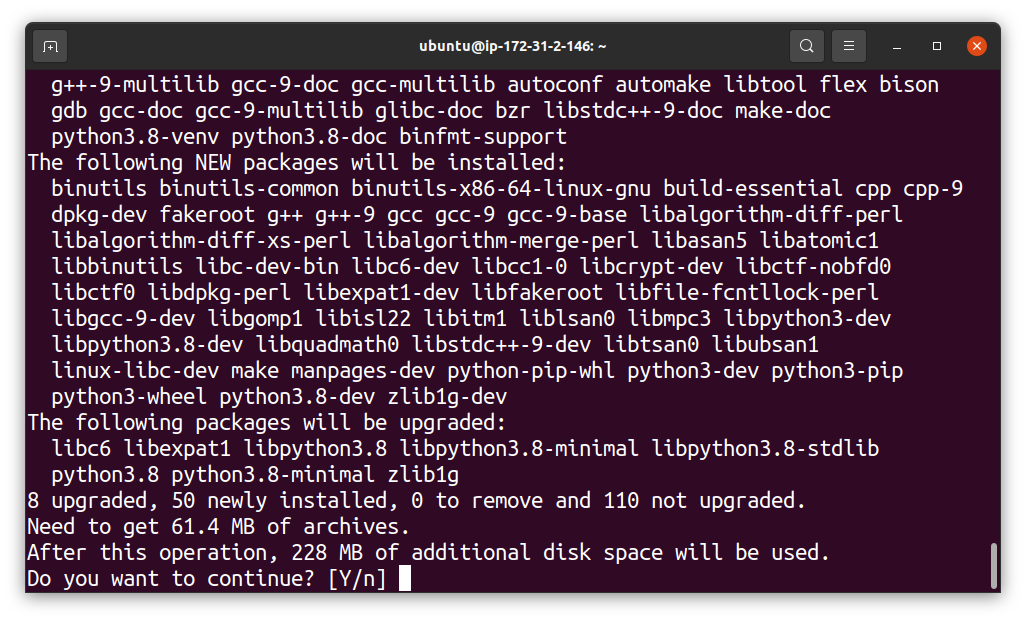 ubuntu@ip-172-31-2-146: ~
g++-9-multilib gcc-9-doc gcc-multilib autoconf automake libtool flex bison
gdb gcc-doc gcc-9-multilib glibc-doc bzr libstdc++-9-doc make-doc
python3.8-venv python3.8-doc binfmt-support
The following NEW packages will be installed:
binutils binutils-common binutils-x86-64-linux-gnu build-essential cpp cpp-9
dpkg-dev fakeroot g++ g++-9 gcc gcc-9 gcc-9-base libalgorithm-diff-perl
libalgorithm-diff-xs-perl libalgorithm-merge-perl libasan5 libatomic1
libbinutils libc-dev-bin libc6-dev libcc1-0 libcrypt-dev libctf-nobfd0
libctf0 libdpkg-perl libexpat1-dev libfakeroot libfile-fcntllock-perl
libgcc-9-dev libgomp1 libisl22 libitm1 liblsan0 libmpc3 libpython3-dev
libpython3.8-dev libquadmath0 libstdc++-9-dev libtsan0 libubsan1
linux-libc-dev make manpages-dev python-pip-whl python3-dev python3-pip
python3-wheel python3.8-dev zlib1g-dev
The following packages will be upgraded:
libc6 libexpat1 libpython3.8 libpython3.8-minimal libpython3.8-stdlib
python3.8 python3.8-minimal zlib1g
8 upgraded, 50 newly installed, 0 to remove and 110 not upgraded.
Need to get 61.4 MB of archives.
After this operation, 228 MB of additional disk space will be used.
Do you want to continue? [Y/n]